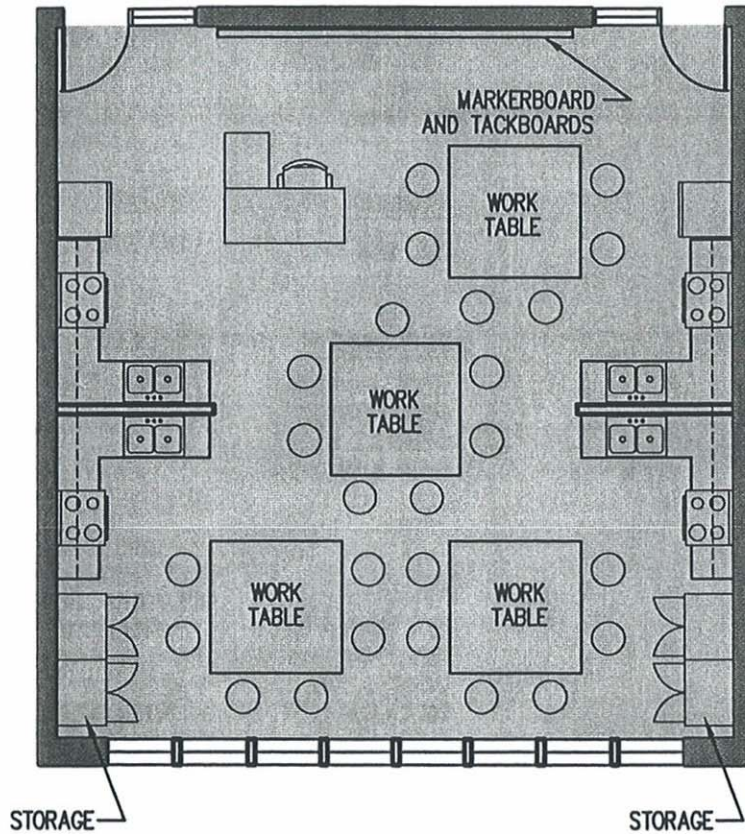 MARKERBOARD
AND TACKBOARDS
WORK
TABLE
WORK
TABLE
WORK
TABLE
WORK
TABLE
STORAGE
STORAGE